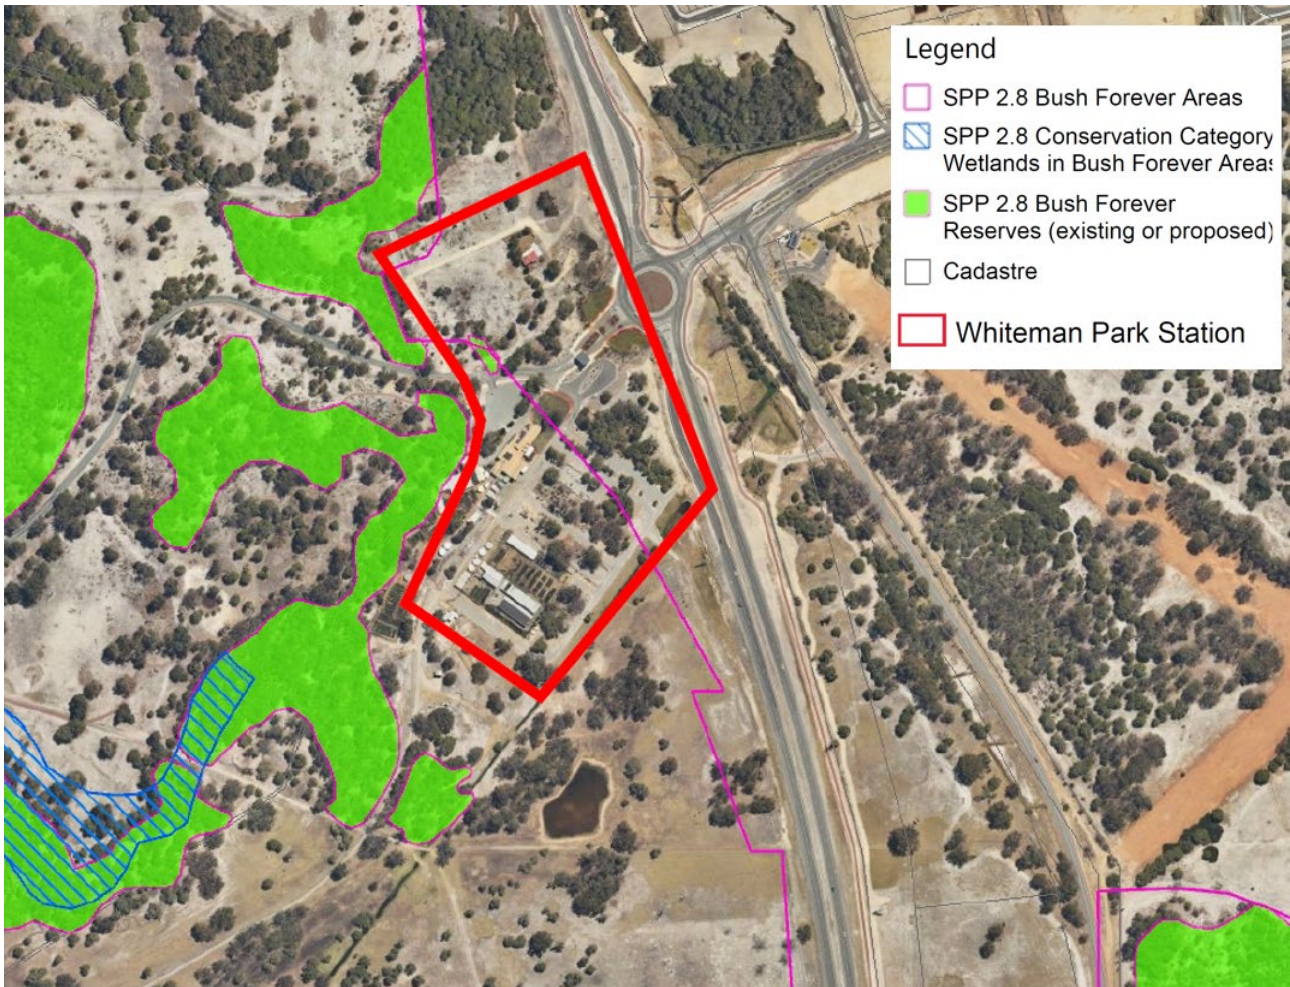 Legend
SPP 2.8 Bush Forever Areas
SPP 2.8 Conservation Category
Wetlands in Bush Forever Areas
SPP 2.8 Bush Forever
Reserves (existing or proposed)
Cadastre
Whiteman Park Station